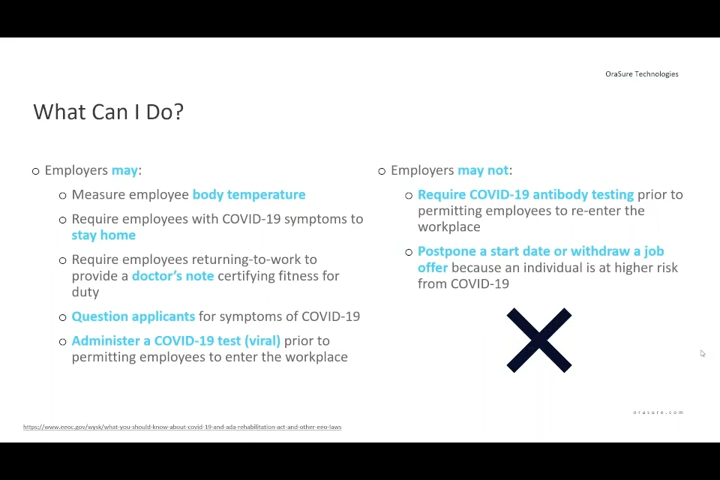 OraSure Technologies
What Can I Do?
o Employers may:
o Measure employee body temperature
o Require employees with COVID-19 symptoms to
stay home
o Require employees returning-to-work to
provide a doctor's note certifying fitness for
duty
o Question applicants for symptoms of COVID-19
o Administer a COVID-19 test (viral) prior to
permitting employees to enter the workplace
o Employers may not:
o Require COVID-19 antibody testing prior to
permitting employees to re-enter the
workplace
o Postpone a start date or withdraw a job
offer because an individual is at higher risk
from COVID-19
orasure.com
https://www.eeoc.gov/wysk/what-you-should-know-about-covid-19-and-ada-rehabilitation-act-and-other-eeo-laws